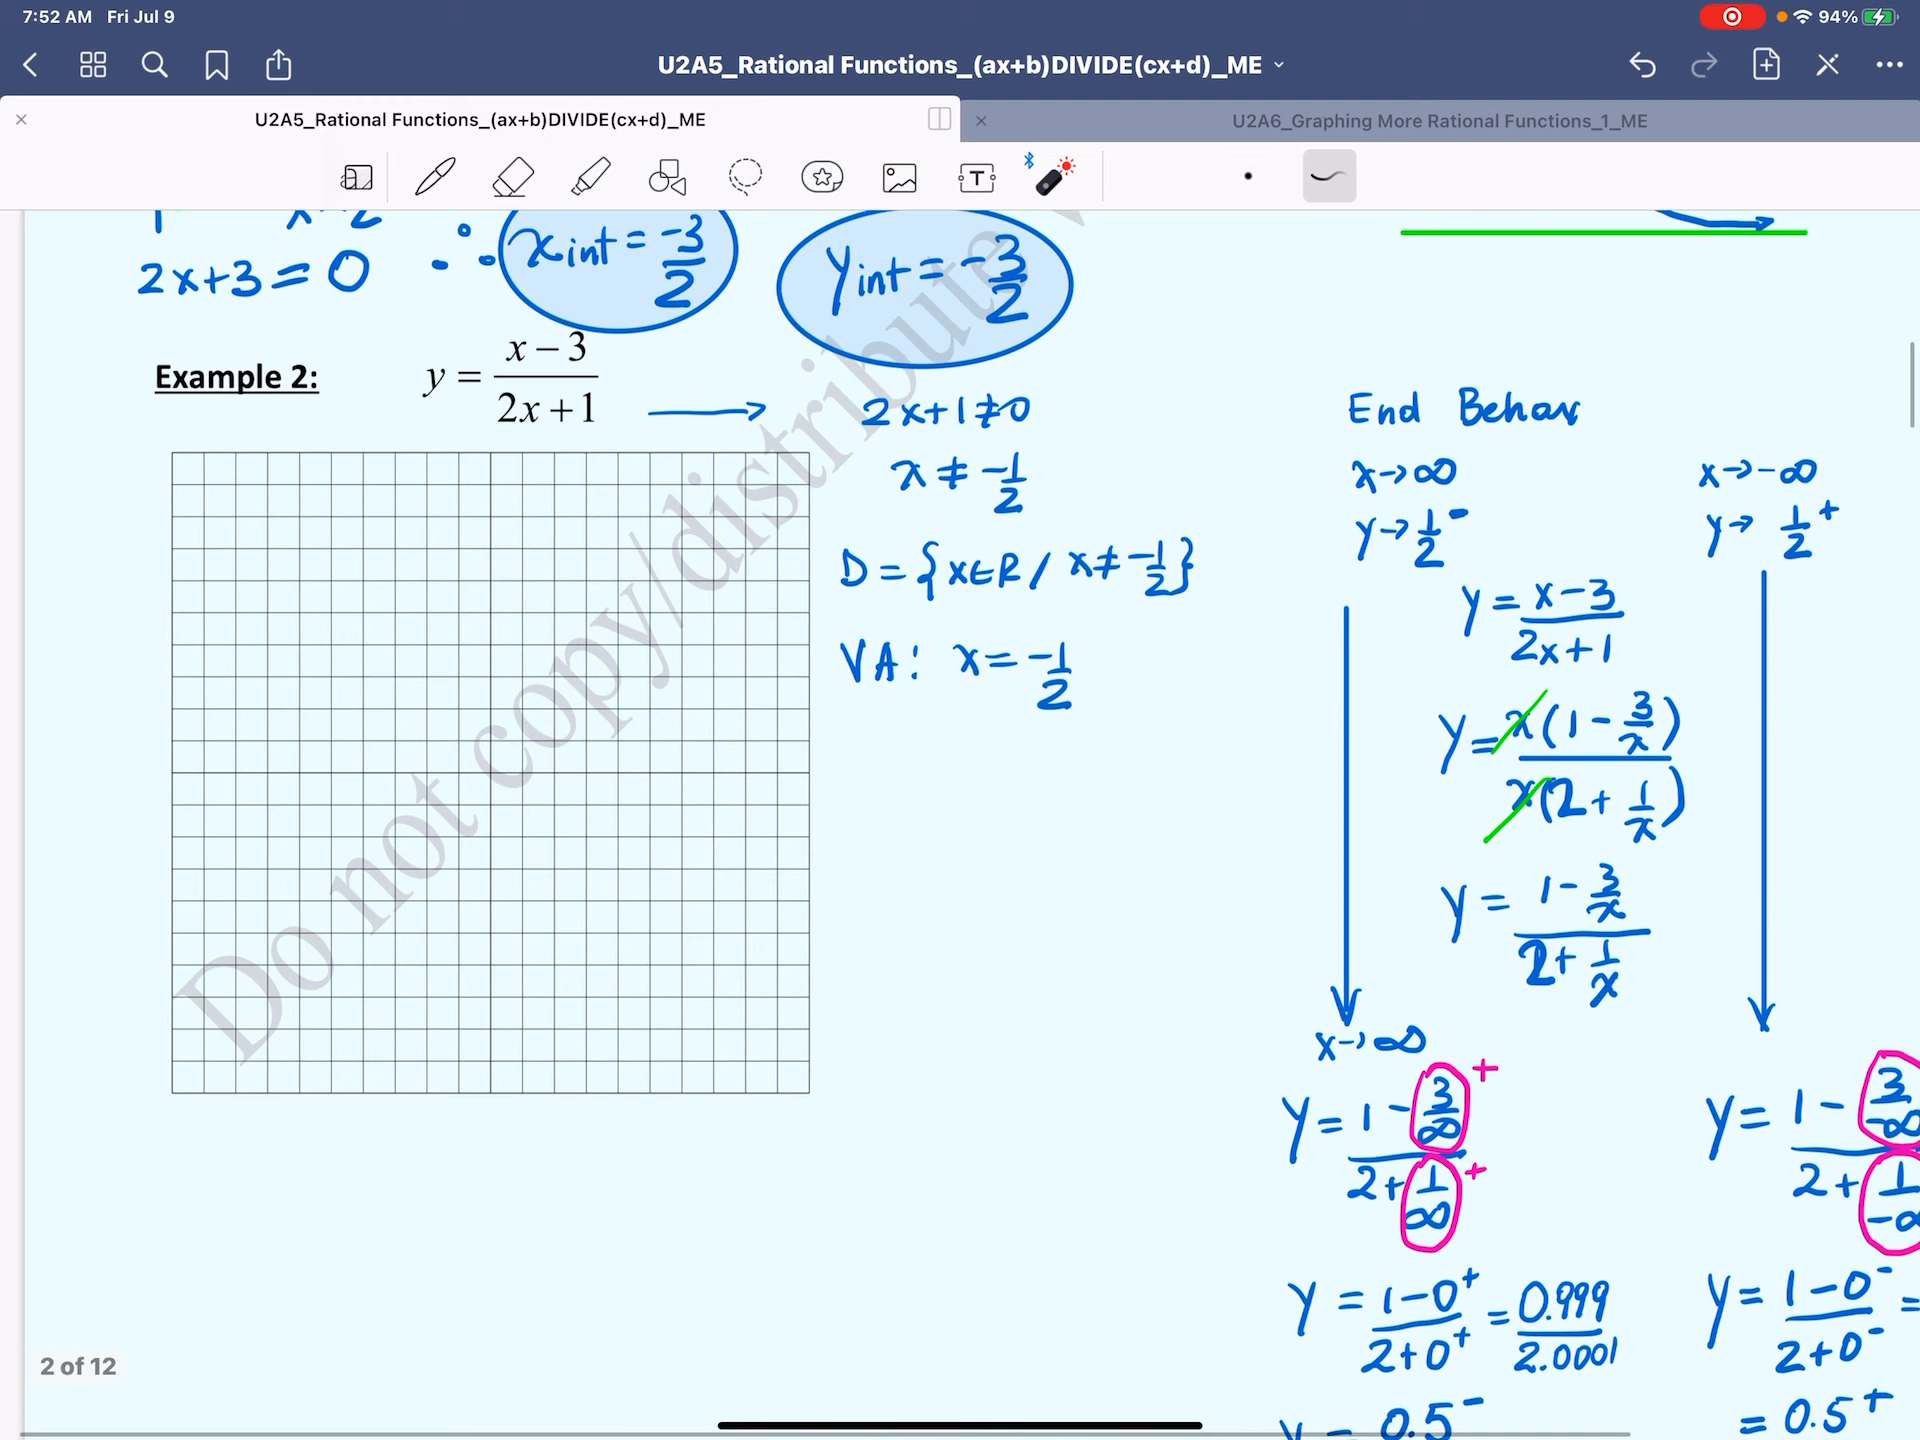 7:52 AM Fri Jul 9
94%
U2A5_Rational Functions_(ax+b)DIVIDE(cx+d)_ME
U2A5_Rational Functions_(ax+b)DIVIDE(cx+d)_ME
U2A6_Graphing More Rational Functions_1_ME
2x+3=0 ∴ xint = -3/2
yint = -3/2
Example 2: y = (x − 3)/(2x + 1) → 2x+1≠0
x ≠ -1/2
D = {x∈R / x≠ -1/2}
VA: x = -1/2
End Behav
x→∞
y→ 1/2⁻
x→-∞
y→ 1/2⁺
y = (x-3)/(2x+1)
y = x(1 - 3/x) / x(2 + 1/x)
y = (1 - 3/x) / (2 + 1/x)
x→∞
y = (1 - 3/∞ +) / (2 + 1/∞ +)
y = (1-0⁺)/(2+0⁺) = 0.999/2.0001
0.5⁻
y = (1 - 3/-∞) / (2 + 1/-∞)
y = (1-0⁻)/(2+0⁻) =
= 0.5⁺
Do not copy/distribute
2 of 12